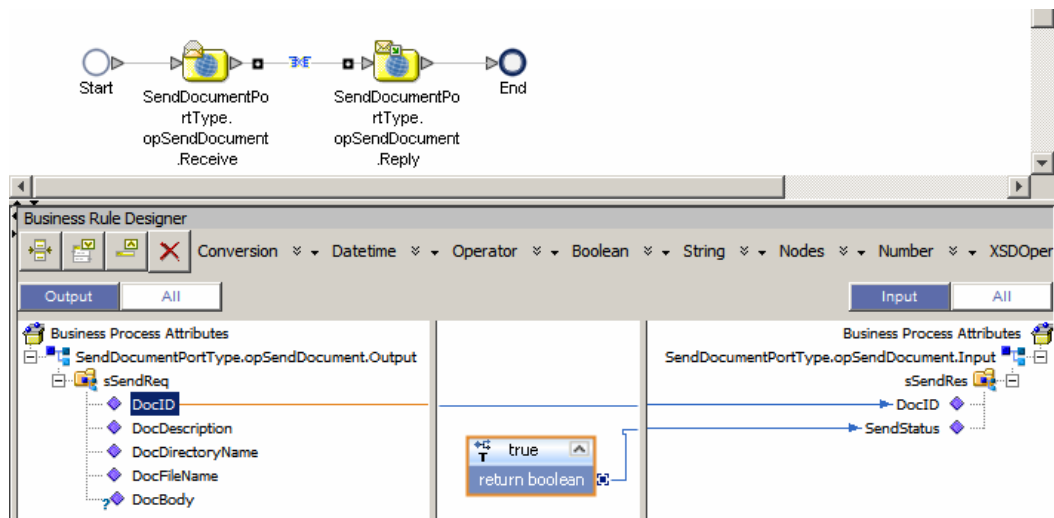 Start
SendDocumentPo
rtType.
opSendDocument
.Receive
SendDocumentPo
rtType.
opSendDocument
.Reply
End
Business Rule Designer
Conversion Datetime Operator Boolean String Nodes Number XSDOper
Output All Input All
Business Process Attributes Business Process Attributes
SendDocumentPortType.opSendDocument.Output SendDocumentPortType.opSendDocument.Input
sSendReq sSendRes
DocID DocID
DocDescription SendStatus
DocDirectoryName T true
DocFileName return boolean
?DocBody